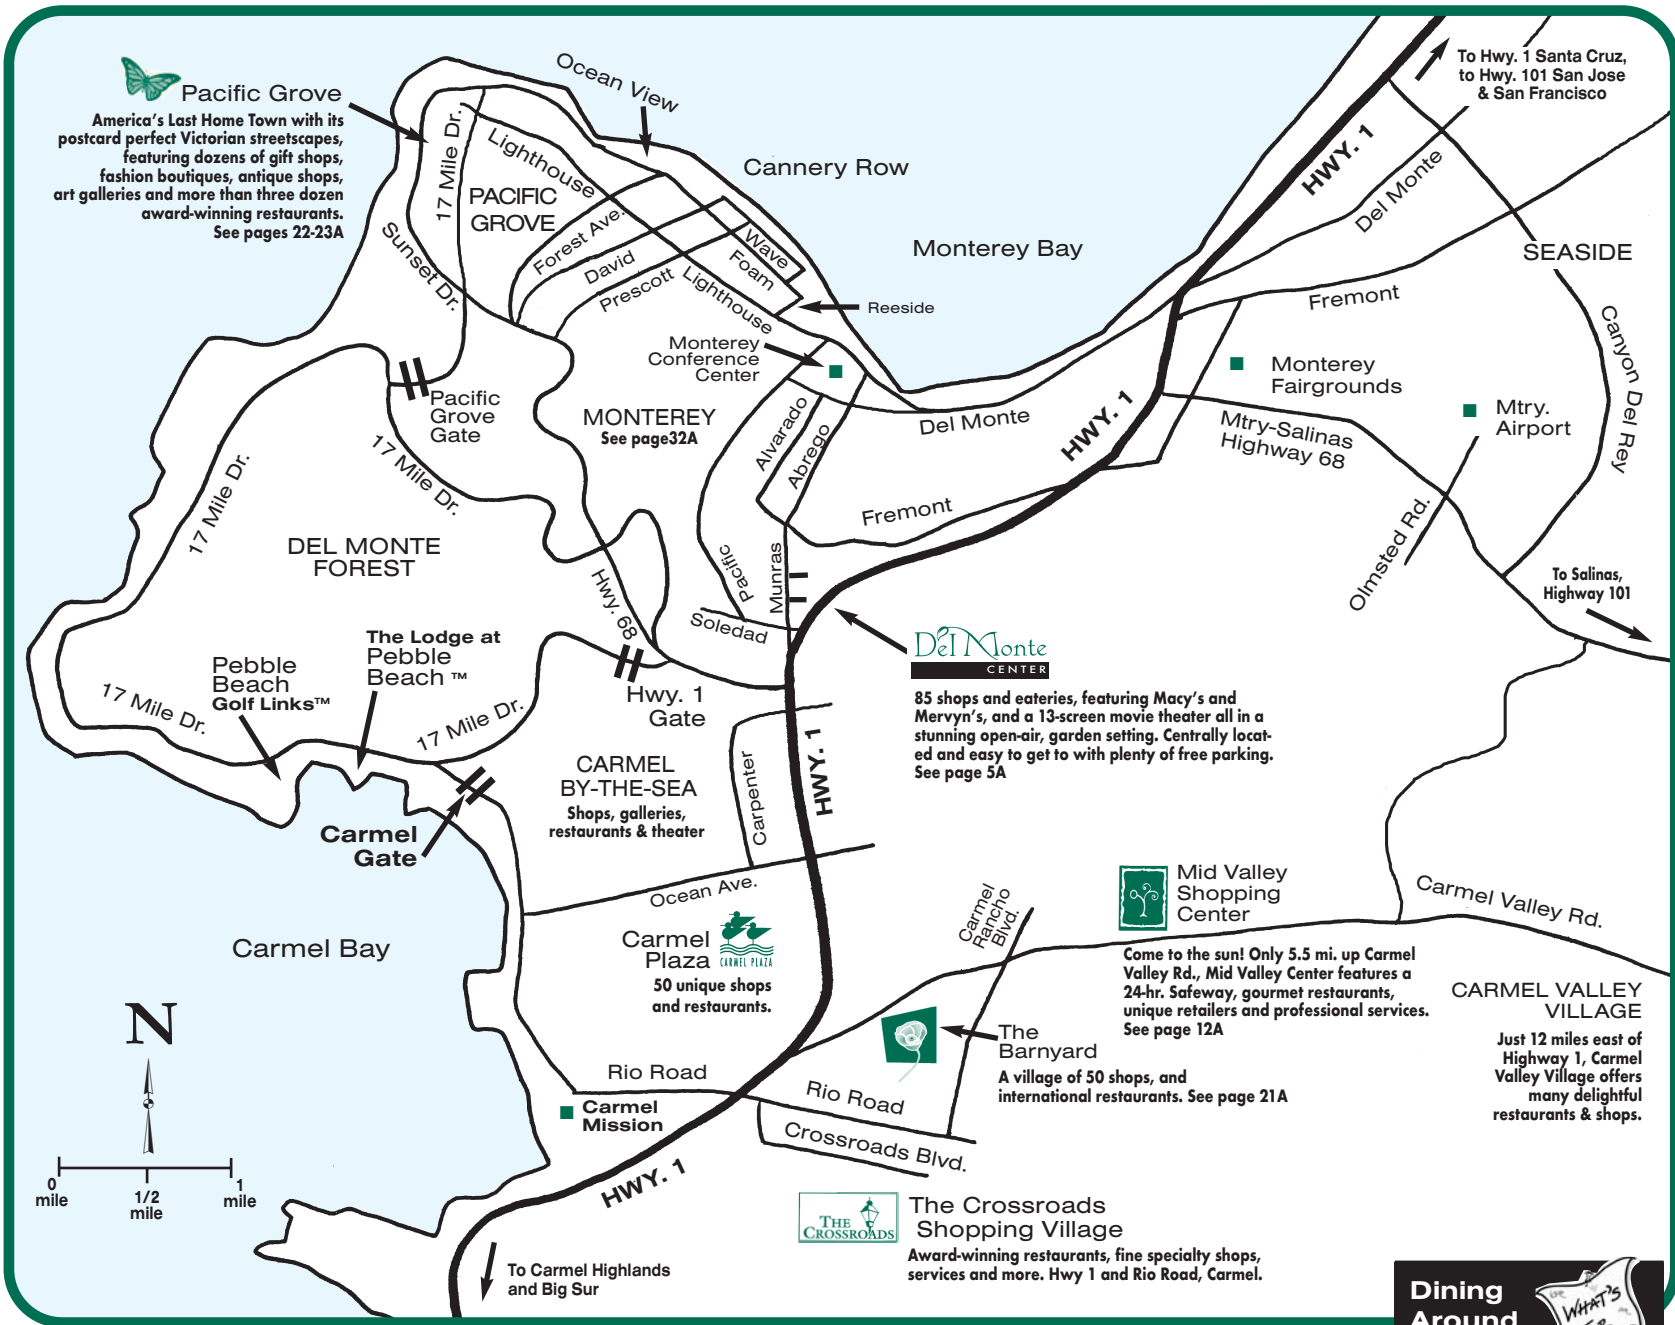 Pacific Grove
America's Last Home Town with its
postcard perfect Victorian streetscapes,
featuring dozens of gift shops,
fashion boutiques, antique shops,
art galleries and more than three dozen
award-winning restaurants.
See pages 22-23A
Ocean View
Cannery Row
Monterey Bay
To Hwy. 1 Santa Cruz,
to Hwy. 101 San Jose
& San Francisco
HWY. 1
Del Monte
SEASIDE
Fremont
Canyon Del Rey
17 Mile Dr.
Lighthouse
PACIFIC
GROVE
Sunset Dr.
Forest Ave.
David
Prescott
Lighthouse
Wave
Foam
Reeside
Monterey
Conference
Center
Monterey
Fairgrounds
Mtry.
Airport
Mtry-Salinas
Highway 68
Olmsted Rd.
To Salinas,
Highway 101
Pacific
Grove
Gate
17 Mile Dr.
17 Mile Dr.
MONTEREY
See page32A
Alvarado
Abrego
Del Monte
HWY. 1
Fremont
Pacific
Munras
Soledad
Hwy. 68
DEL MONTE
FOREST
The Lodge at
Pebble
Beach ™
Pebble
Beach
Golf Links™
17 Mile Dr.
17 Mile Dr.
Hwy. 1
Gate
Del Monte
CENTER
85 shops and eateries, featuring Macy's and
Mervyn's, and a 13-screen movie theater all in a
stunning open-air, garden setting. Centrally locat-
ed and easy to get to with plenty of free parking.
See page 5A
CARMEL
BY-THE-SEA
Shops, galleries,
restaurants & theater
Carpenter
HWY. 1
Carmel
Gate
Ocean Ave.
Carmel
Plaza
CARMEL PLAZA
50 unique shops
and restaurants.
Carmel Bay
Carmel
Rancho
Blvd.
Mid Valley
Shopping
Center
Come to the sun! Only 5.5 mi. up Carmel
Valley Rd., Mid Valley Center features a
24-hr. Safeway, gourmet restaurants,
unique retailers and professional services.
See page 12A
Carmel Valley Rd.
CARMEL VALLEY
VILLAGE
Just 12 miles east of
Highway 1, Carmel
Valley Village offers
many delightful
restaurants & shops.
The
Barnyard
A village of 50 shops, and
international restaurants. See page 21A
Rio Road
Rio Road
Crossroads Blvd.
Carmel
Mission
HWY. 1
N
0
mile
1/2
mile
1
mile
THE
CROSSROADS
The Crossroads
Shopping Village
Award-winning restaurants, fine specialty shops,
services and more. Hwy 1 and Rio Road, Carmel.
To Carmel Highlands
and Big Sur
Dining
Around
WHAT'S